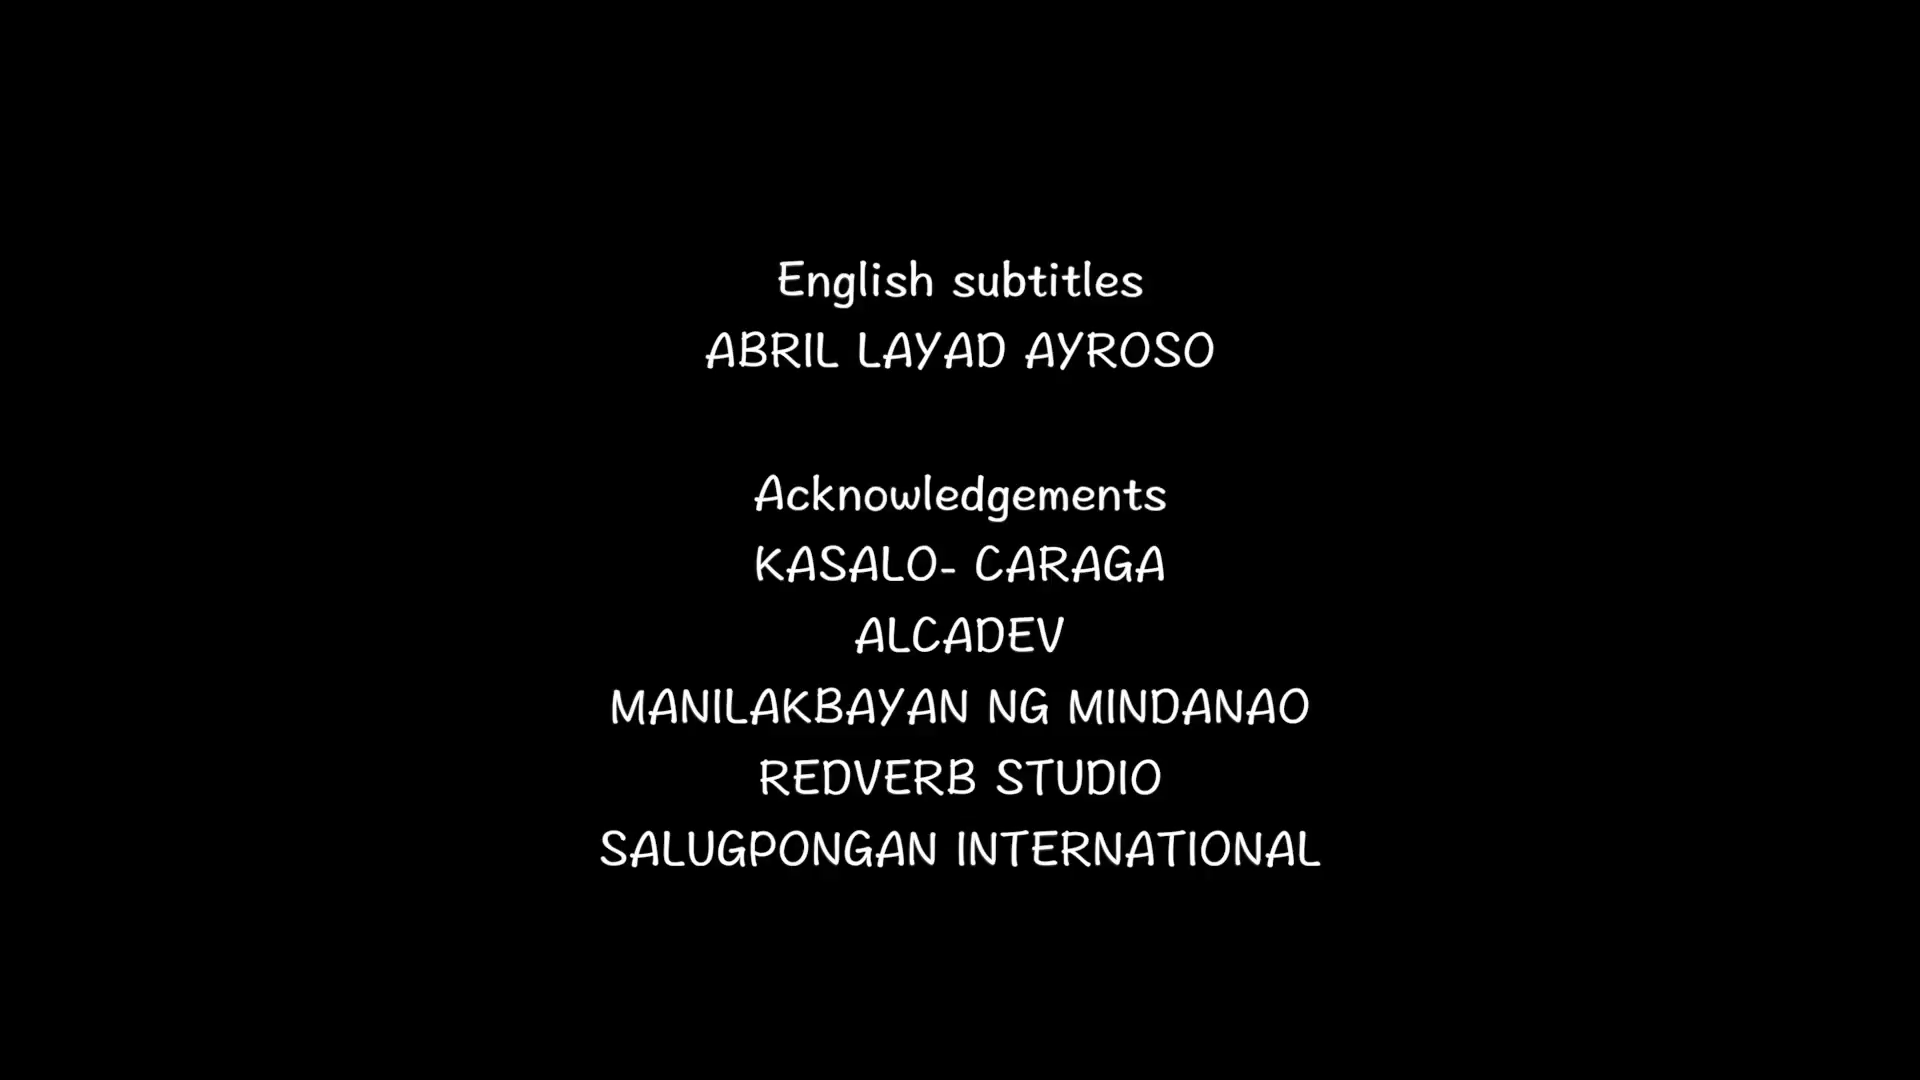 English subtitles
ABRIL LAYAD AYROSO
Acknowledgements
KASALO- CARAGA
ALCADEV
MANILAKBAYAN NG MINDANAO
REDVERB STUDIO
SALUGPONGAN INTERNATIONAL